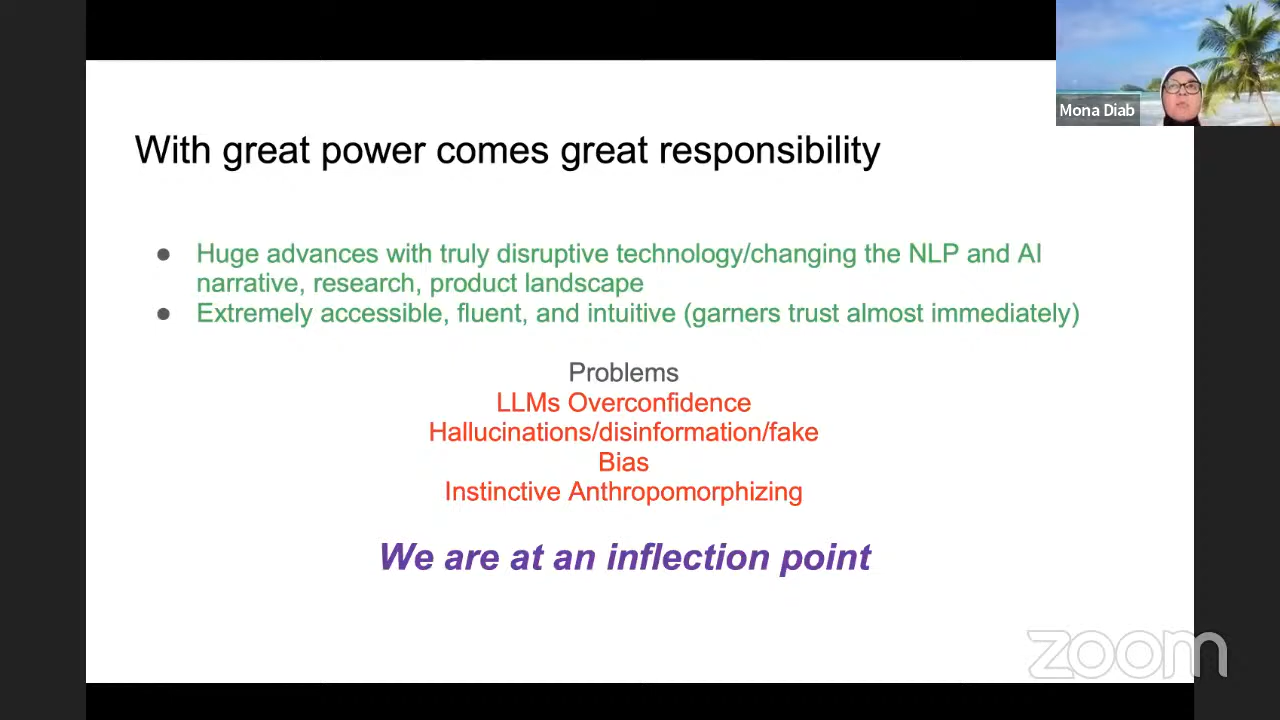 Mona Diab
With great power comes great responsibility
● Huge advances with truly disruptive technology/changing the NLP and AI
narrative, research, product landscape
● Extremely accessible, fluent, and intuitive (garners trust almost immediately)
Problems
LLMs Overconfidence
Hallucinations/disinformation/fake
Bias
Instinctive Anthropomorphizing
We are at an inflection point
zoom